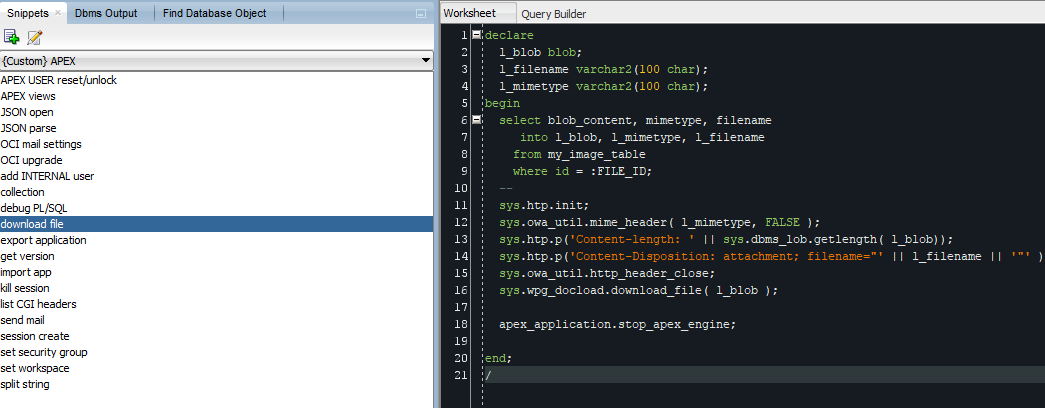 Snippets
Dbms Output
Find Database Object
{Custom} APEX
APEX USER reset/unlock
APEX views
JSON open
JSON parse
OCI mail settings
OCI upgrade
add INTERNAL user
collection
debug PL/SQL
download file
export application
get version
import app
kill session
list CGI headers
send mail
session create
set security group
set workspace
split string
Worksheet
Query Builder
1 declare
2 l_blob blob;
3 l_filename varchar2(100 char);
4 l_mimetype varchar2(100 char);
5 begin
6 select blob_content, mimetype, filename
7 into l_blob, l_mimetype, l_filename
8 from my_image_table
9 where id = :FILE_ID;
10 --
11 sys.htp.init;
12 sys.owa_util.mime_header( l_mimetype, FALSE );
13 sys.htp.p('Content-length: ' || sys.dbms_lob.getlength( l_blob));
14 sys.htp.p('Content-Disposition: attachment; filename="' || l_filename || '"' )
15 sys.owa_util.http_header_close;
16 sys.wpg_docload.download_file( l_blob );
17
18 apex_application.stop_apex_engine;
19
20 end;
21 /